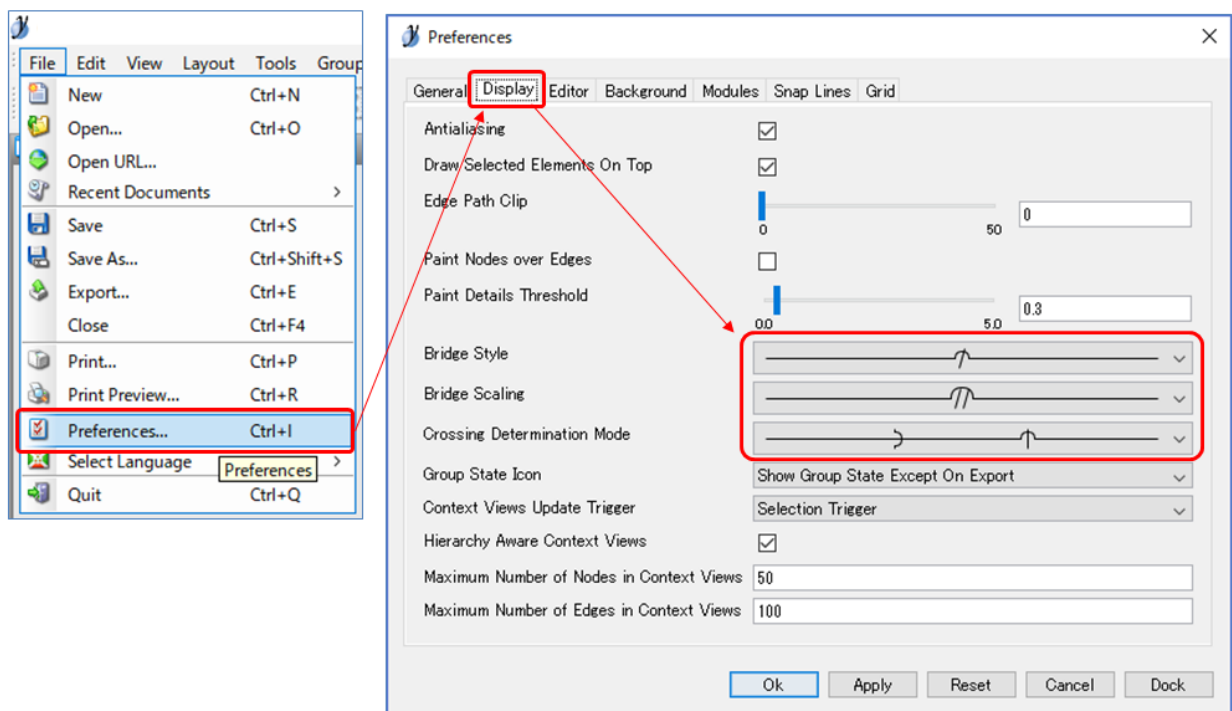 File Edit View Layout Tools Group
New Ctrl+N
Open... Ctrl+O
Open URL...
Recent Documents >
Save Ctrl+S
Save As... Ctrl+Shift+S
Export... Ctrl+E
Close Ctrl+F4
Print... Ctrl+P
Print Preview... Ctrl+R
Preferences... Ctrl+I
Select Language >
Preferences
Quit Ctrl+Q
Preferences
General Display Editor Background Modules Snap Lines Grid
Antialiasing
Draw Selected Elements On Top
Edge Path Clip 0
0 50
Paint Nodes over Edges
Paint Details Threshold 0.3
0.0 5.0
Bridge Style
Bridge Scaling
Crossing Determination Mode
Group State Icon Show Group State Except On Export
Context Views Update Trigger Selection Trigger
Hierarchy Aware Context Views
Maximum Number of Nodes in Context Views 50
Maximum Number of Edges in Context Views 100
Ok Apply Reset Cancel Dock